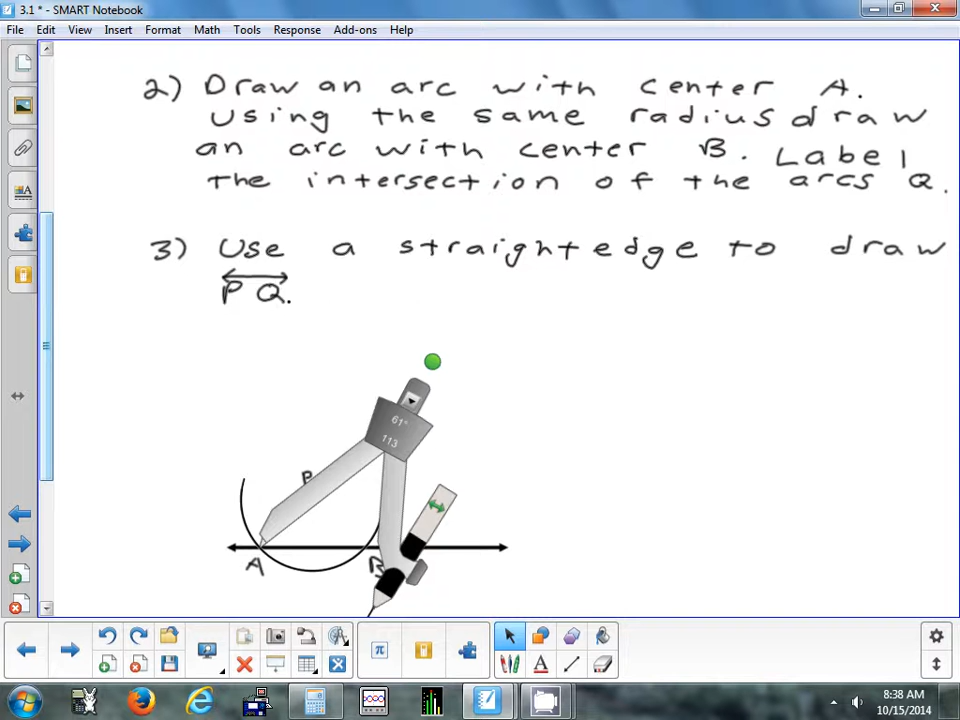 3.1 * - SMART Notebook
File Edit View Insert Format Math Tools Response Add-ons Help
2) Draw an arc with center A.
Using the same radius draw
an arc with center B. Label
the intersection of the arcs Q.
3) Use a straightedge to draw
PQ.
61°
113
P
A
B
8:38 AM
10/15/2014